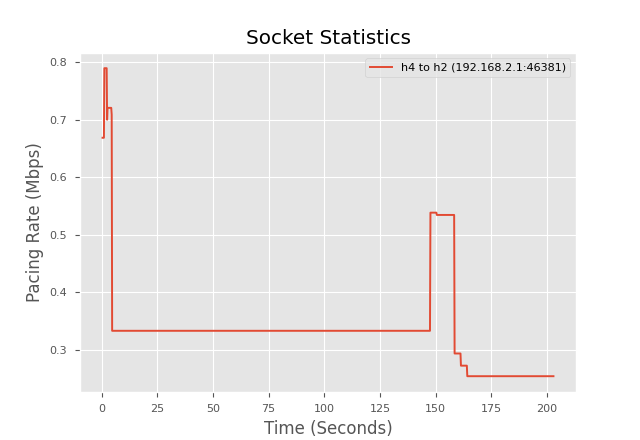 Socket Statistics
h4 to h2 (192.168.2.1:46381)
Pacing Rate (Mbps)
0.8
0.7
0.6
0.5
0.4
0.3
0 25 50 75 100 125 150 175 200
Time (Seconds)